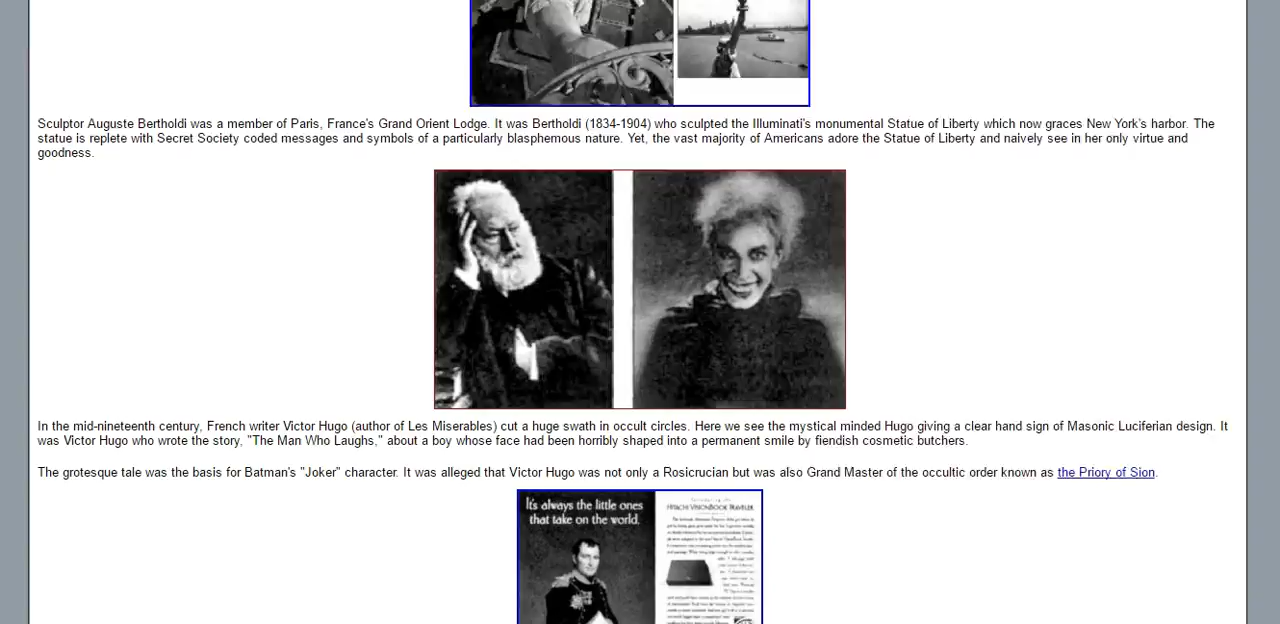 Sculptor Auguste Bertholdi was a member of Paris, France's Grand Orient Lodge. It was Bertholdi (1834-1904) who sculpted the Illuminati's monumental Statue of Liberty which now graces New York's harbor. The
statue is replete with Secret Society coded messages and symbols of a particularly blasphemous nature. Yet, the vast majority of Americans adore the Statue of Liberty and naively see in her only virtue and
goodness.
In the mid-nineteenth century, French writer Victor Hugo (author of Les Miserables) cut a huge swath in occult circles. Here we see the mystical minded Hugo giving a clear hand sign of Masonic Luciferian design. It
was Victor Hugo who wrote the story, "The Man Who Laughs," about a boy whose face had been horribly shaped into a permanent smile by fiendish cosmetic butchers.
The grotesque tale was the basis for Batman's "Joker" character. It was alleged that Victor Hugo was not only a Rosicrucian but was also Grand Master of the occultic order known as the Priory of Sion.
It's always the little ones
that take on the world.
HITACHI VISIONBOOK TRAVELER